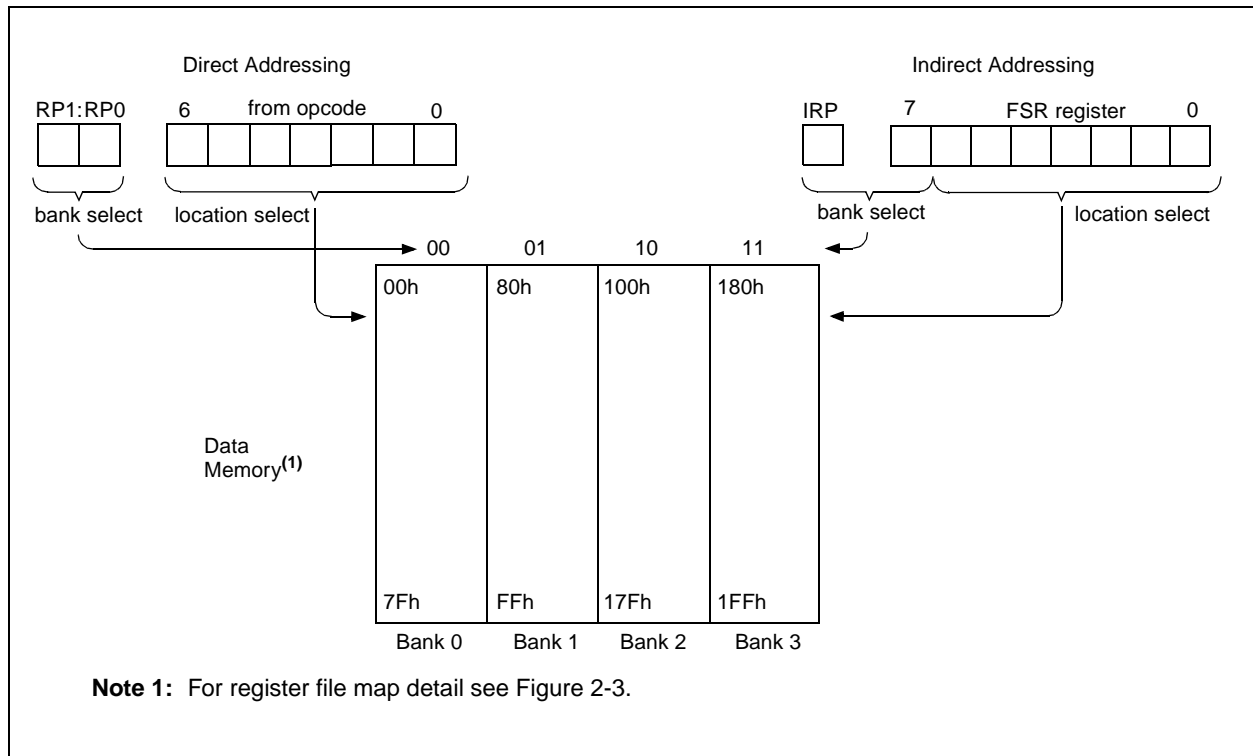 Direct Addressing
Indirect Addressing
RP1:RP0 6 from opcode 0
IRP 7 FSR register 0
bank select location select
bank select location select
00 01 10 11
00h 80h 100h 180h
Data
Memory(1)
7Fh FFh 17Fh 1FFh
Bank 0 Bank 1 Bank 2 Bank 3
Note 1: For register file map detail see Figure 2-3.